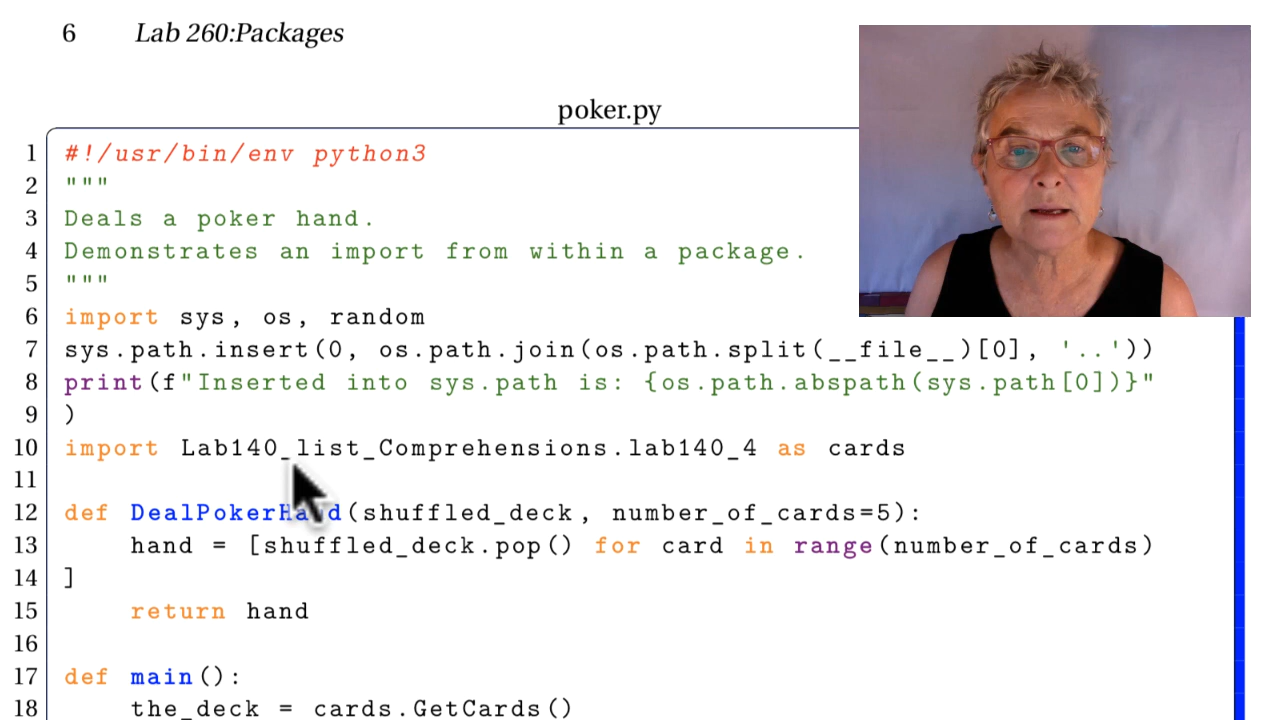 6 Lab 260:Packages
poker.py
1 #!/usr/bin/env python3
2 """
3 Deals a poker hand.
4 Demonstrates an import from within a package.
5 """
6 import sys, os, random
7 sys.path.insert(0, os.path.join(os.path.split(__file__)[0], '..'))
8 print(f"Inserted into sys.path is: {os.path.abspath(sys.path[0])}"
9 )
10 import Lab140_list_Comprehensions.lab140_4 as cards
11
12 def DealPokerHand(shuffled_deck, number_of_cards=5):
13     hand = [shuffled_deck.pop() for card in range(number_of_cards)
14 ]
15     return hand
16
17 def main():
18     the_deck = cards.GetCards()